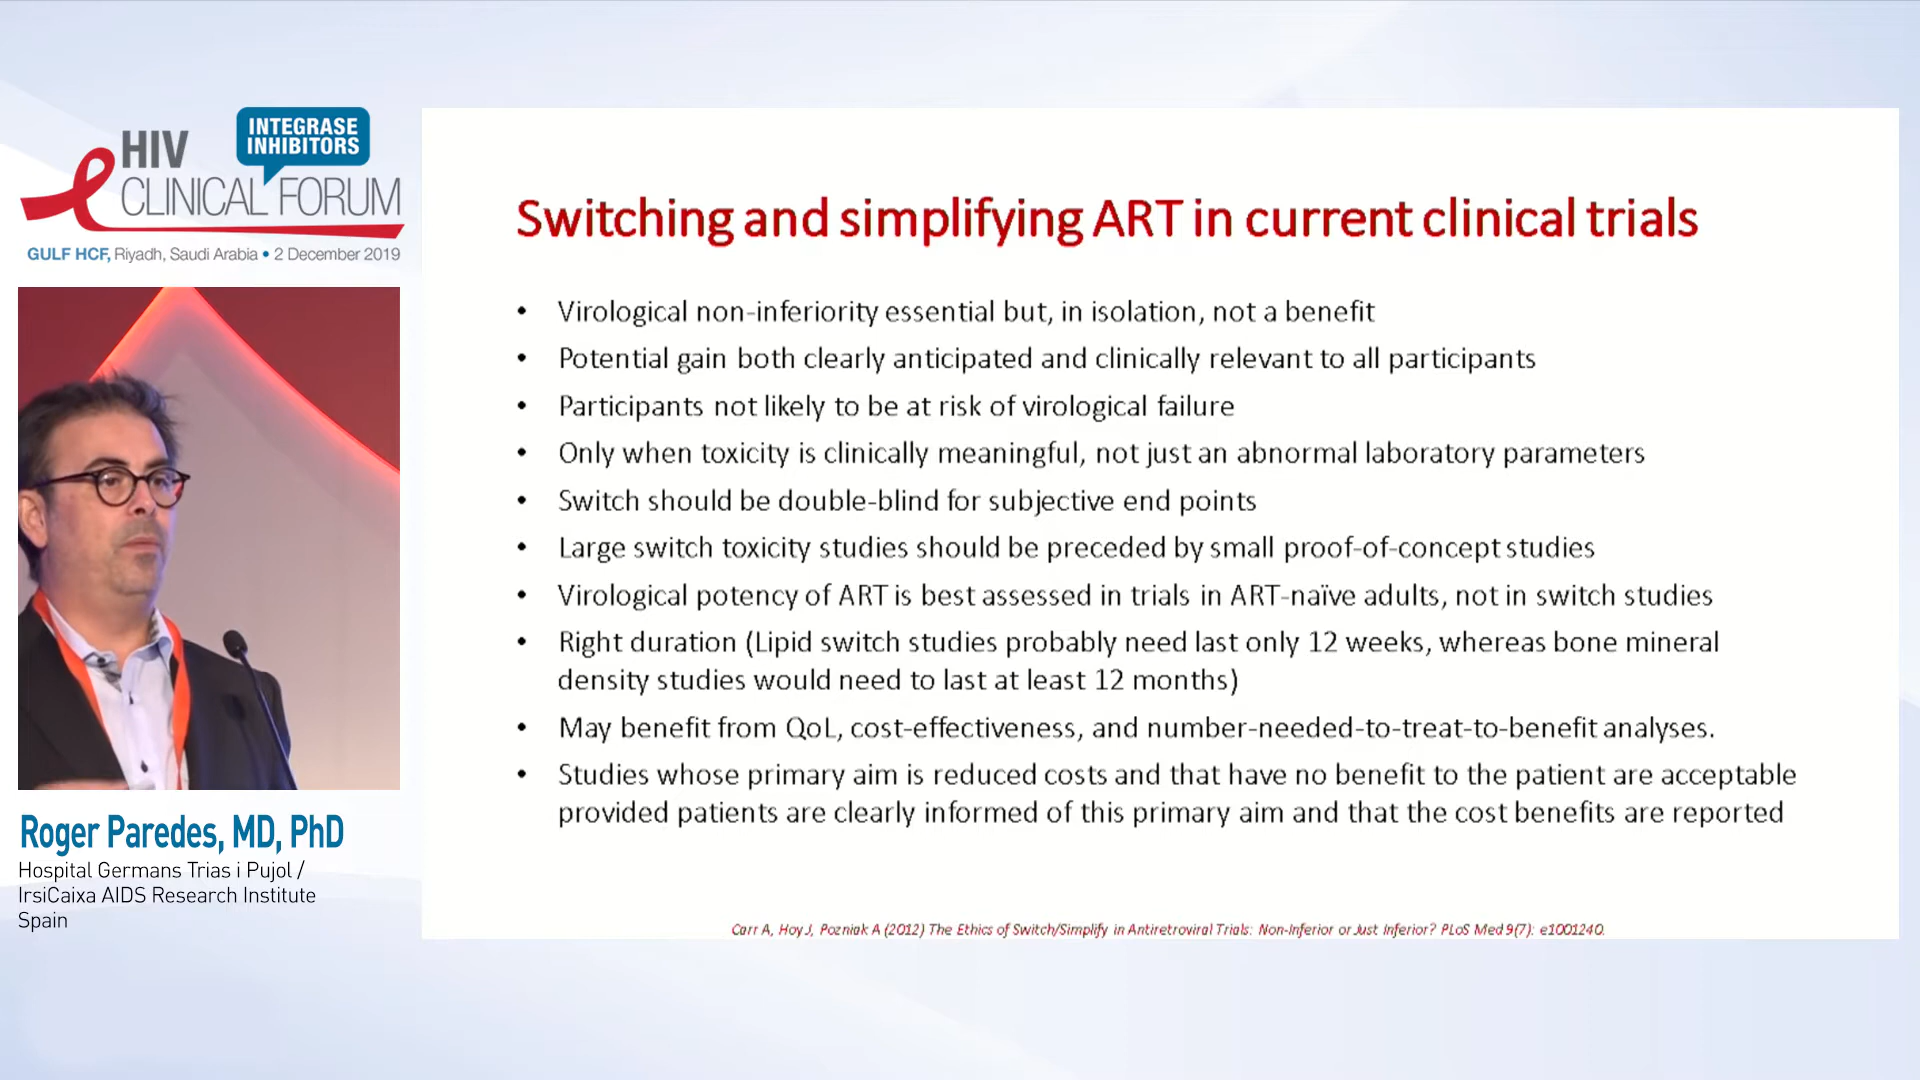 INTEGRASE
INHIBITORS
HIV
CLINICAL FORUM
GULF HCF, Riyadh, Saudi Arabia • 2 December 2019
Roger Paredes, MD, PhD
Hospital Germans Trias i Pujol /
IrsiCaixa AIDS Research Institute
Spain
Switching and simplifying ART in current clinical trials
• Virological non-inferiority essential but, in isolation, not a benefit
• Potential gain both clearly anticipated and clinically relevant to all participants
• Participants not likely to be at risk of virological failure
• Only when toxicity is clinically meaningful, not just an abnormal laboratory parameters
• Switch should be double-blind for subjective end points
• Large switch toxicity studies should be preceded by small proof-of-concept studies
• Virological potency of ART is best assessed in trials in ART-naïve adults, not in switch studies
• Right duration (Lipid switch studies probably need last only 12 weeks, whereas bone mineral
density studies would need to last at least 12 months)
• May benefit from QoL, cost-effectiveness, and number-needed-to-treat-to-benefit analyses.
• Studies whose primary aim is reduced costs and that have no benefit to the patient are acceptable
provided patients are clearly informed of this primary aim and that the cost benefits are reported
Carr A, Hoy J, Pozniak A (2012) The Ethics of Switch/Simplify in Antiretroviral Trials: Non-Inferior or Just Inferior? PLoS Med 9(7): e1001240.